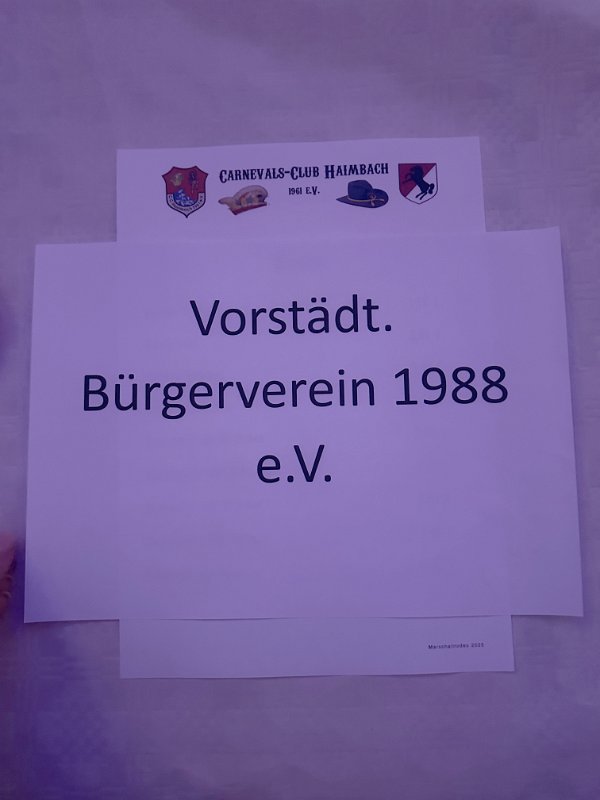 Carnevals-Club Haimbach
1961 e.V.
Vorstädt.
Bürgerverein 1988
e.V.